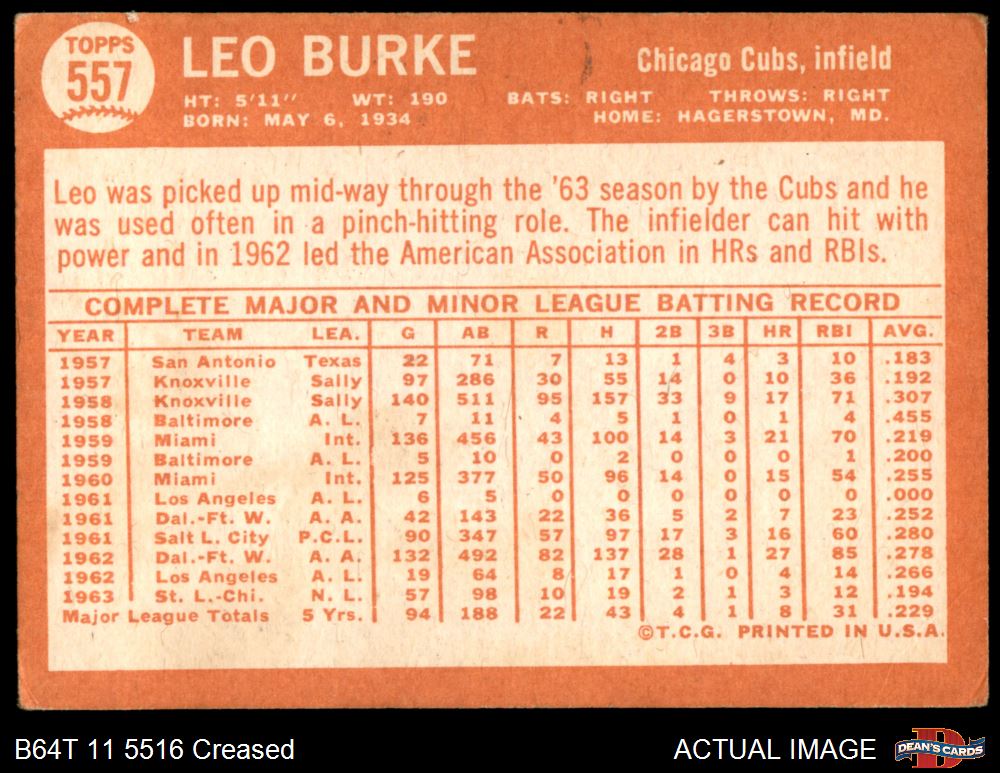 TOPPS
557
LEO BURKE
Chicago Cubs, infield
HT: 5'11" WT: 190 BATS: RIGHT THROWS: RIGHT
BORN: MAY 6, 1934 HOME: HAGERSTOWN, MD.
Leo was picked up mid-way through the '63 season by the Cubs and he
was used often in a pinch-hitting role. The infielder can hit with
power and in 1962 led the American Association in HRs and RBIs.
COMPLETE MAJOR AND MINOR LEAGUE BATTING RECORD
YEAR TEAM LEA. G AB R H 2B 3B HR RBI AVG.
1957 San Antonio Texas 22 71 7 13 1 4 3 10 .183
1957 Knoxville Sally 97 286 30 55 14 0 10 36 .192
1958 Knoxville Sally 140 511 95 157 33 9 17 71 .307
1958 Baltimore A. L. 7 11 4 5 1 0 1 4 .455
1959 Miami Int. 136 456 43 100 14 3 21 70 .219
1959 Baltimore A. L. 5 10 0 2 0 0 0 1 .200
1960 Miami Int. 125 377 50 96 14 0 15 54 .255
1961 Los Angeles A. L. 6 5 0 0 0 0 0 0 .000
1961 Dal.-Ft. W. A. A. 42 143 22 36 5 2 7 23 .252
1961 Salt L. City P.C.L. 90 347 57 97 17 3 16 60 .280
1962 Dal.-Ft. W. A. A. 132 492 82 137 28 1 27 85 .278
1962 Los Angeles A. L. 19 64 8 17 1 0 4 14 .266
1963 St. L.-Chi. N. L. 57 98 10 19 2 1 3 12 .194
Major League Totals 5 Yrs. 94 188 22 43 4 1 8 31 .229
©T.C.G. PRINTED IN U.S.A.
B64T 11 5516 Creased
ACTUAL IMAGE
D
DEAN'S CARDS